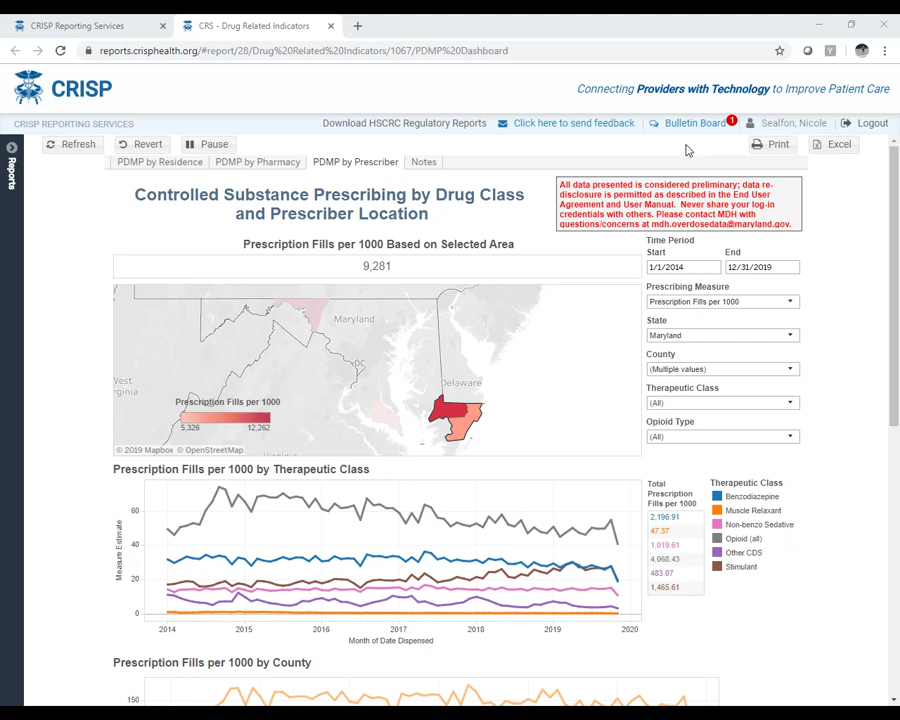 CRISP Reporting Services
CRS - Drug Related Indicators
reports.crisphealth.org/#report/28/Drug%20Related%20Indicators/1067/PDMP%20Dashboard
CRISP
Connecting Providers with Technology to Improve Patient Care
CRISP REPORTING SERVICES
Download HSCRC Regulatory Reports
Click here to send feedback
Bulletin Board 1
Sealfon, Nicole
Logout
Reports
Refresh
Revert
Pause
Print
Excel
PDMP by Residence
PDMP by Pharmacy
PDMP by Prescriber
Notes
Controlled Substance Prescribing by Drug Class
and Prescriber Location
All data presented is considered preliminary; data re-
disclosure is permitted as described in the End User
Agreement and User Manual. Never share your log-in
credentials with others. Please contact MDH with
questions/concerns at mdh.overdosedata@maryland.gov.
Prescription Fills per 1000 Based on Selected Area
9,281
Time Period
Start
End
1/1/2014
12/31/2019
Prescribing Measure
Prescription Fills per 1000
State
Maryland
County
(Multiple values)
Therapeutic Class
(All)
Opioid Type
(All)
Maryland
DC
Delaware
West
rginia
Virginia
Prescription Fills per 1000
5,326
12,262
© 2019 Mapbox © OpenStreetMap
Prescription Fills per 1000 by Therapeutic Class
Measure Estimate
60
40
20
0
2014
2015
2016
2017
2018
2019
2020
Month of Date Dispensed
Total
Prescription
Fills per 1000
2,196.91
47.37
1,019.61
4,068.43
483.07
1,465.61
Therapeutic Class
Benzodiazepine
Muscle Relaxant
Non-benzo Sedative
Opioid (all)
Other CDS
Stimulant
Prescription Fills per 1000 by County
150